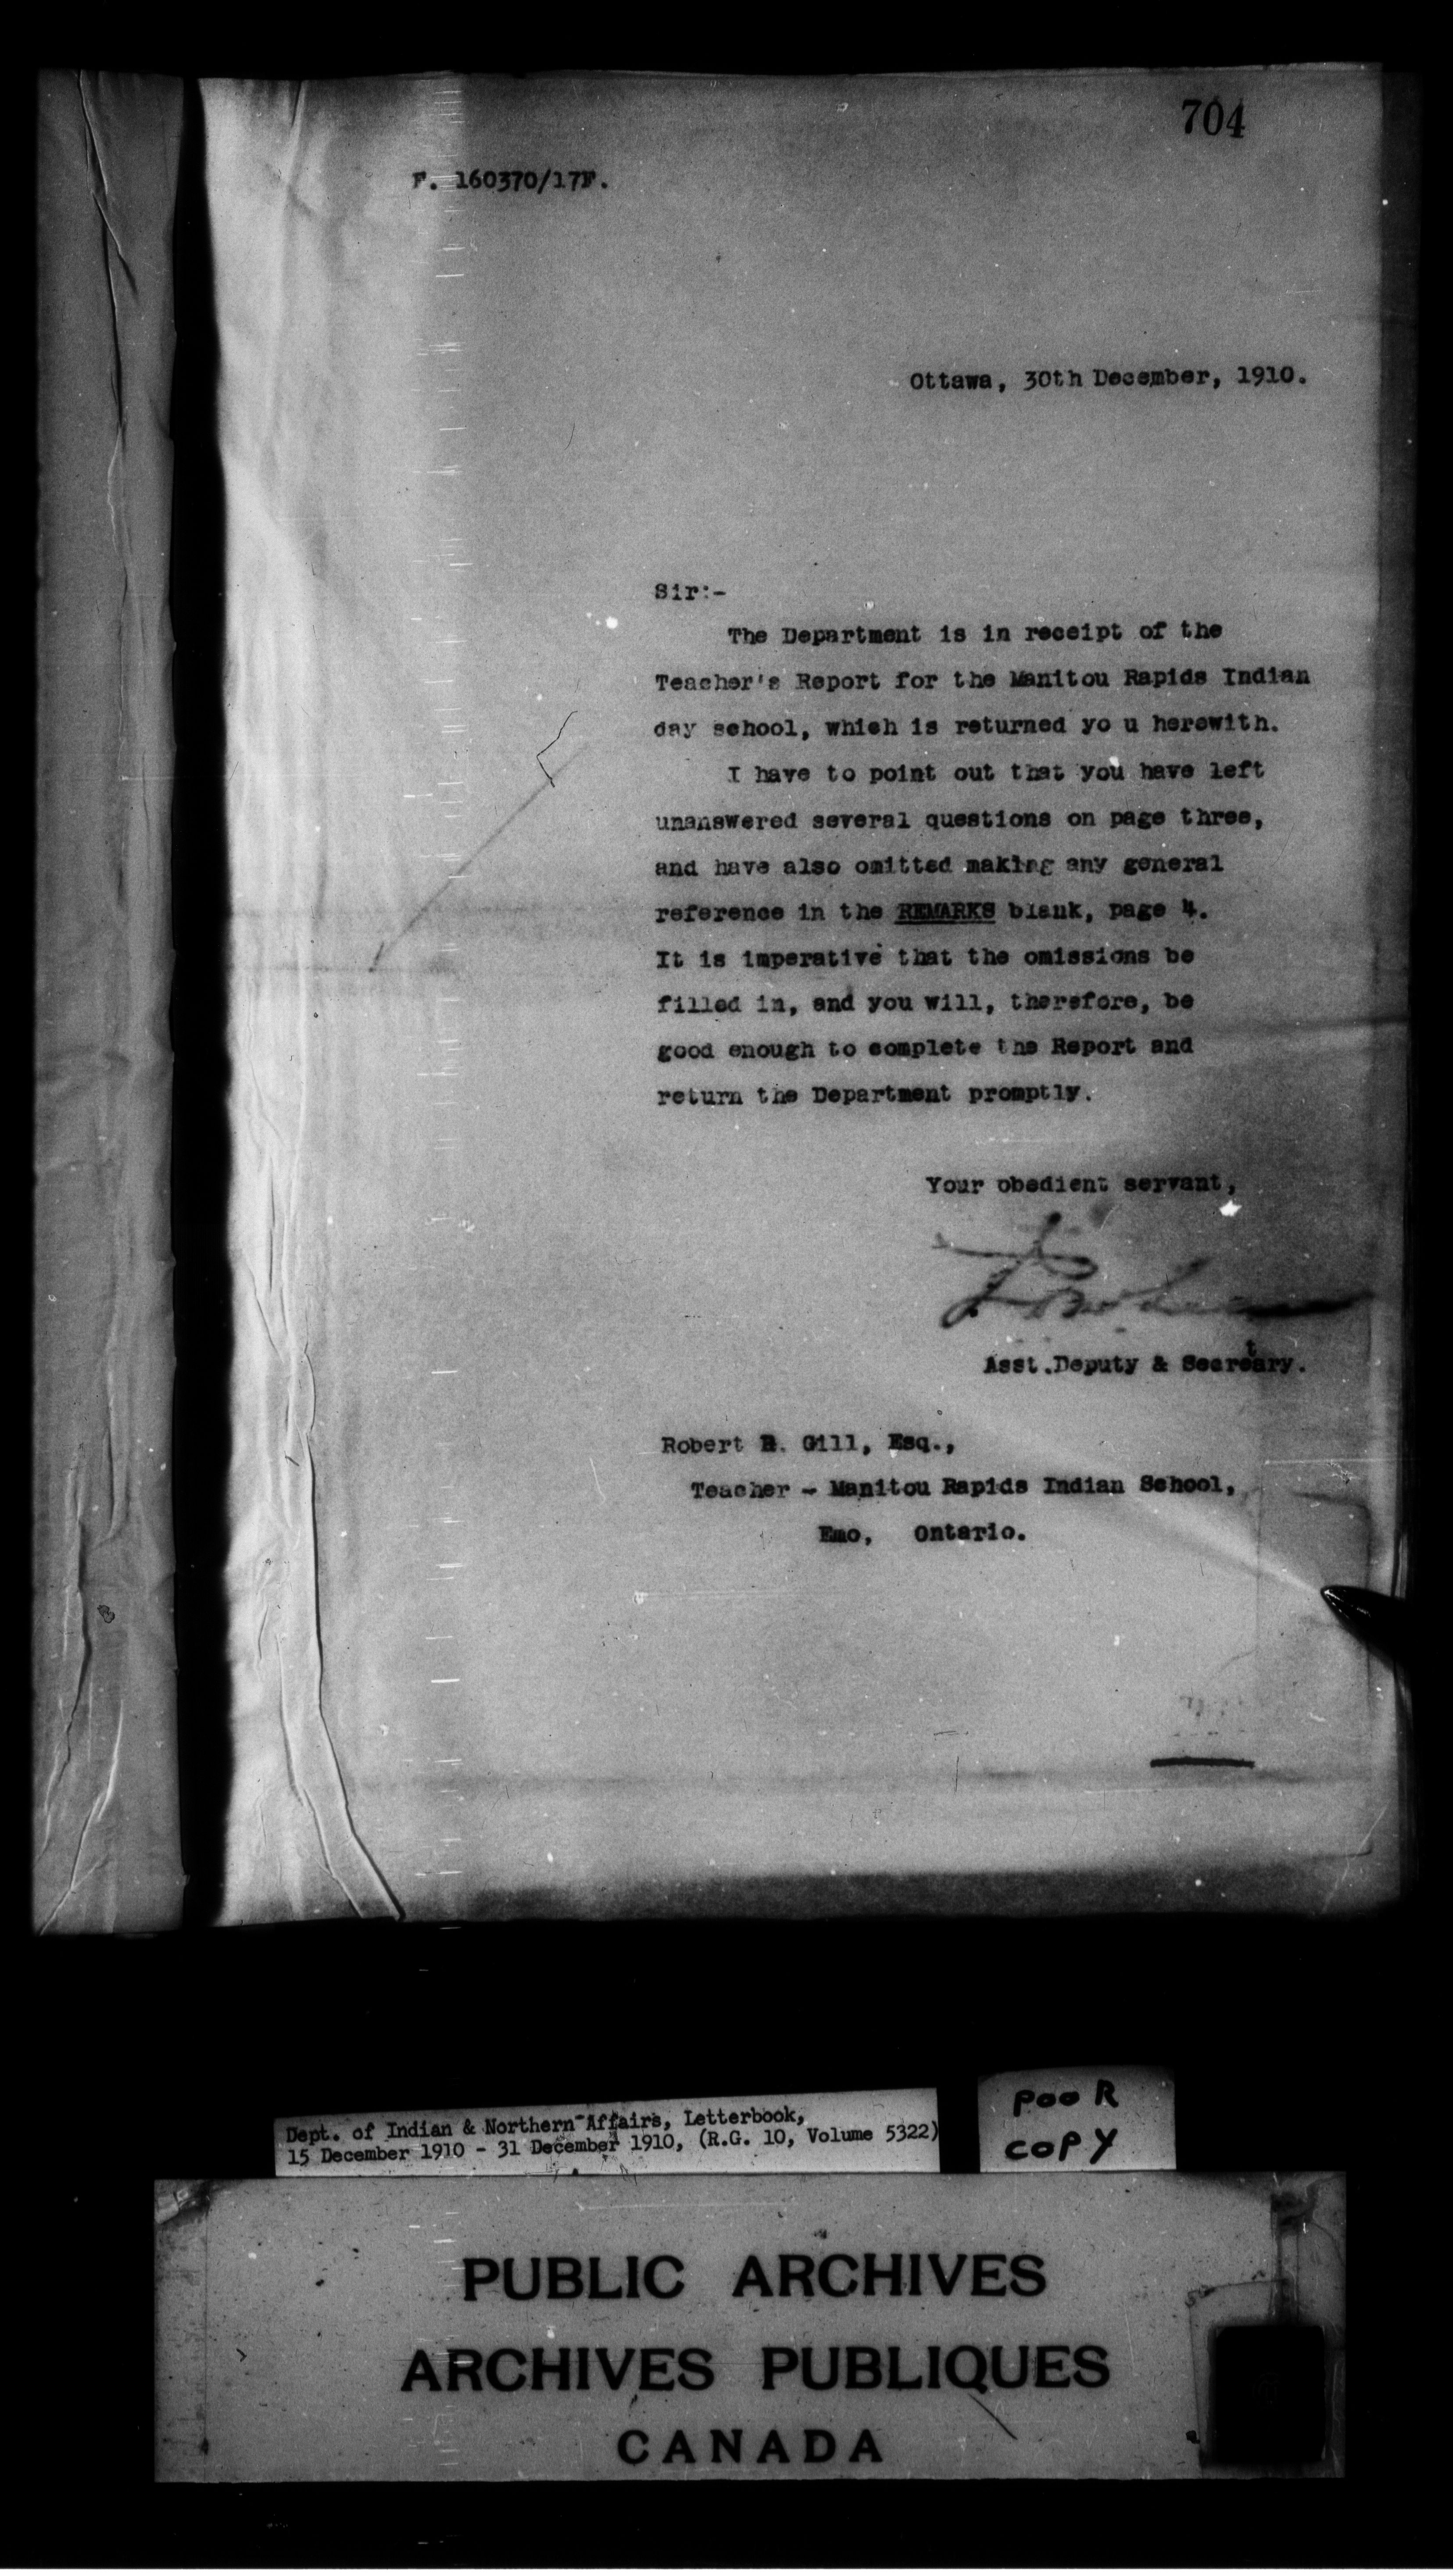 704
F. 160370/17F.
Ottawa, 30th December, 1910.
Sir:-
The Department is in receipt of the
Teacher's Report for the Manitou Rapids Indian
day school, which is returned yo u herewith.
I have to point out that you have left
unanswered several questions on page three,
and have also omitted making any general
reference in the REMARKS blank, page 4.
It is imperative that the omissions be
filled in, and you will, therefore, be
good enough to complete the Report and
return the Department promptly.
Your obedient servant,
Asst.Deputy & Secretary.
Robert B. Gill, Esq.,
Teacher - Manitou Rapids Indian School,
Emo, Ontario.
Dept. of Indian & Northern Affairs, Letterbook,
15 December 1910 - 31 December 1910, (R.G. 10, Volume 5322)
POOR
COPY
PUBLIC ARCHIVES
ARCHIVES PUBLIQUES
CANADA